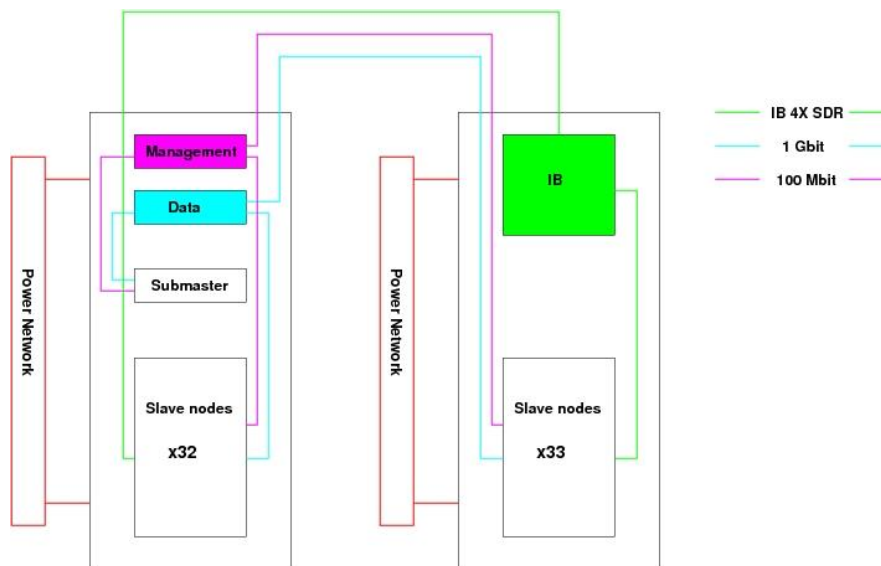 Management
Data
Submaster
Slave nodes
x32
Power Network
IB
Slave nodes
x33
Power Network
IB 4X SDR
1 Gbit
100 Mbit